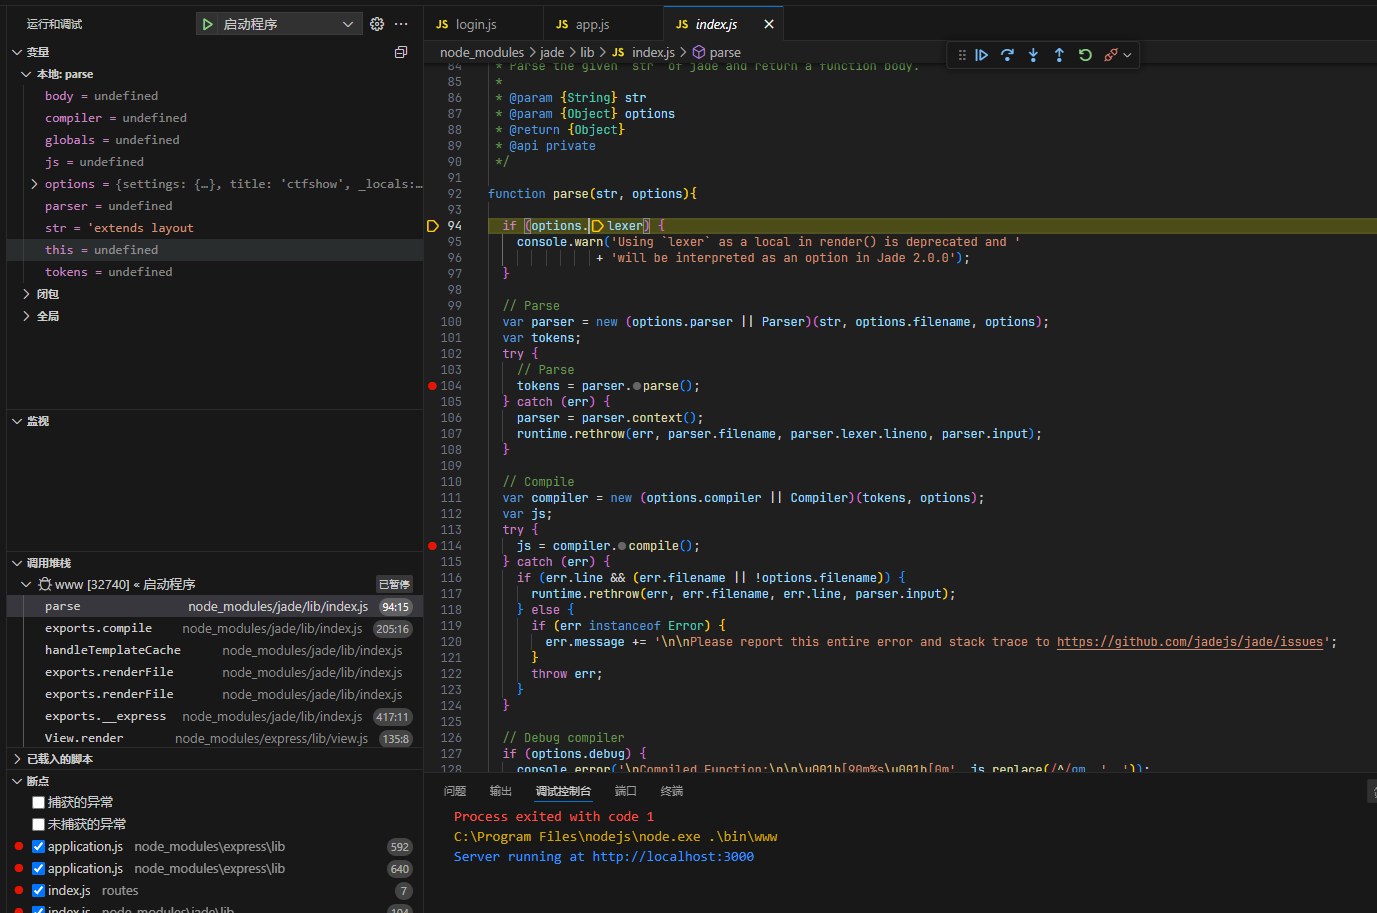 运行和调试
启动程序
变量
本地: parse
body = undefined
compiler = undefined
globals = undefined
js = undefined
options = {settings: {…}, title: 'ctfshow', _locals:…
parser = undefined
str = 'extends layout
this = undefined
tokens = undefined
闭包
全局
监视
调用堆栈
www [32740] « 启动程序 已暂停
parse node_modules/jade/lib/index.js 94:15
exports.compile node_modules/jade/lib/index.js 205:16
handleTemplateCache node_modules/jade/lib/index.js
exports.renderFile node_modules/jade/lib/index.js
exports.renderFile node_modules/jade/lib/index.js
exports.__express node_modules/jade/lib/index.js 417:11
View.render node_modules/express/lib/view.js 135:8
已载入的脚本
断点
捕获的异常
未捕获的异常
application.js node_modules\express\lib 592
application.js node_modules\express\lib 640
index.js routes 7
index.js node_modules\jade\lib 104
JS login.js
JS app.js
JS index.js
node_modules > jade > lib > JS index.js > parse
84 * Parse the given `str` of jade and return a function body.
85 *
86 * @param {String} str
87 * @param {Object} options
88 * @return {Object}
89 * @api private
90 */
91
92 function parse(str, options){
93
94 if (options.lexer) {
95 console.warn('Using `lexer` as a local in render() is deprecated and '
96 + 'will be interpreted as an option in Jade 2.0.0');
97 }
98
99 // Parse
100 var parser = new (options.parser || Parser)(str, options.filename, options);
101 var tokens;
102 try {
103 // Parse
104 tokens = parser.parse();
105 } catch (err) {
106 parser = parser.context();
107 runtime.rethrow(err, parser.filename, parser.lexer.lineno, parser.input);
108 }
109
110 // Compile
111 var compiler = new (options.compiler || Compiler)(tokens, options);
112 var js;
113 try {
114 js = compiler.compile();
115 } catch (err) {
116 if (err.line && (err.filename || !options.filename)) {
117 runtime.rethrow(err, err.filename, err.line, parser.input);
118 } else {
119 if (err instanceof Error) {
120 err.message += '\n\nPlease report this entire error and stack trace to https://github.com/jadejs/jade/issues';
121 }
122 throw err;
123 }
124 }
125
126 // Debug compiler
127 if (options.debug) {
128 console.error('\nCompiled Function:\n\n\u001b[90m%s\u001b[0m', js.replace(/^/gm, '  '));
问题
输出
调试控制台
端口
终端
Process exited with code 1
C:\Program Files\nodejs\node.exe .\bin\www
Server running at http://localhost:3000